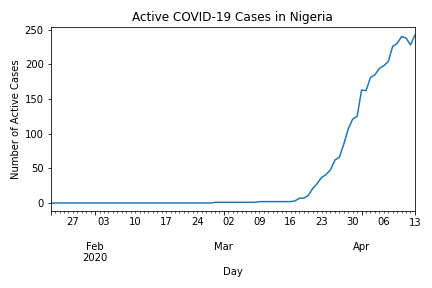 Active COVID-19 Cases in Nigeria
Number of Active Cases
250
200
150
100
50
0
27 03 10 17 24 02 09 16 23 30 06 13
Feb Mar Apr
2020
Day